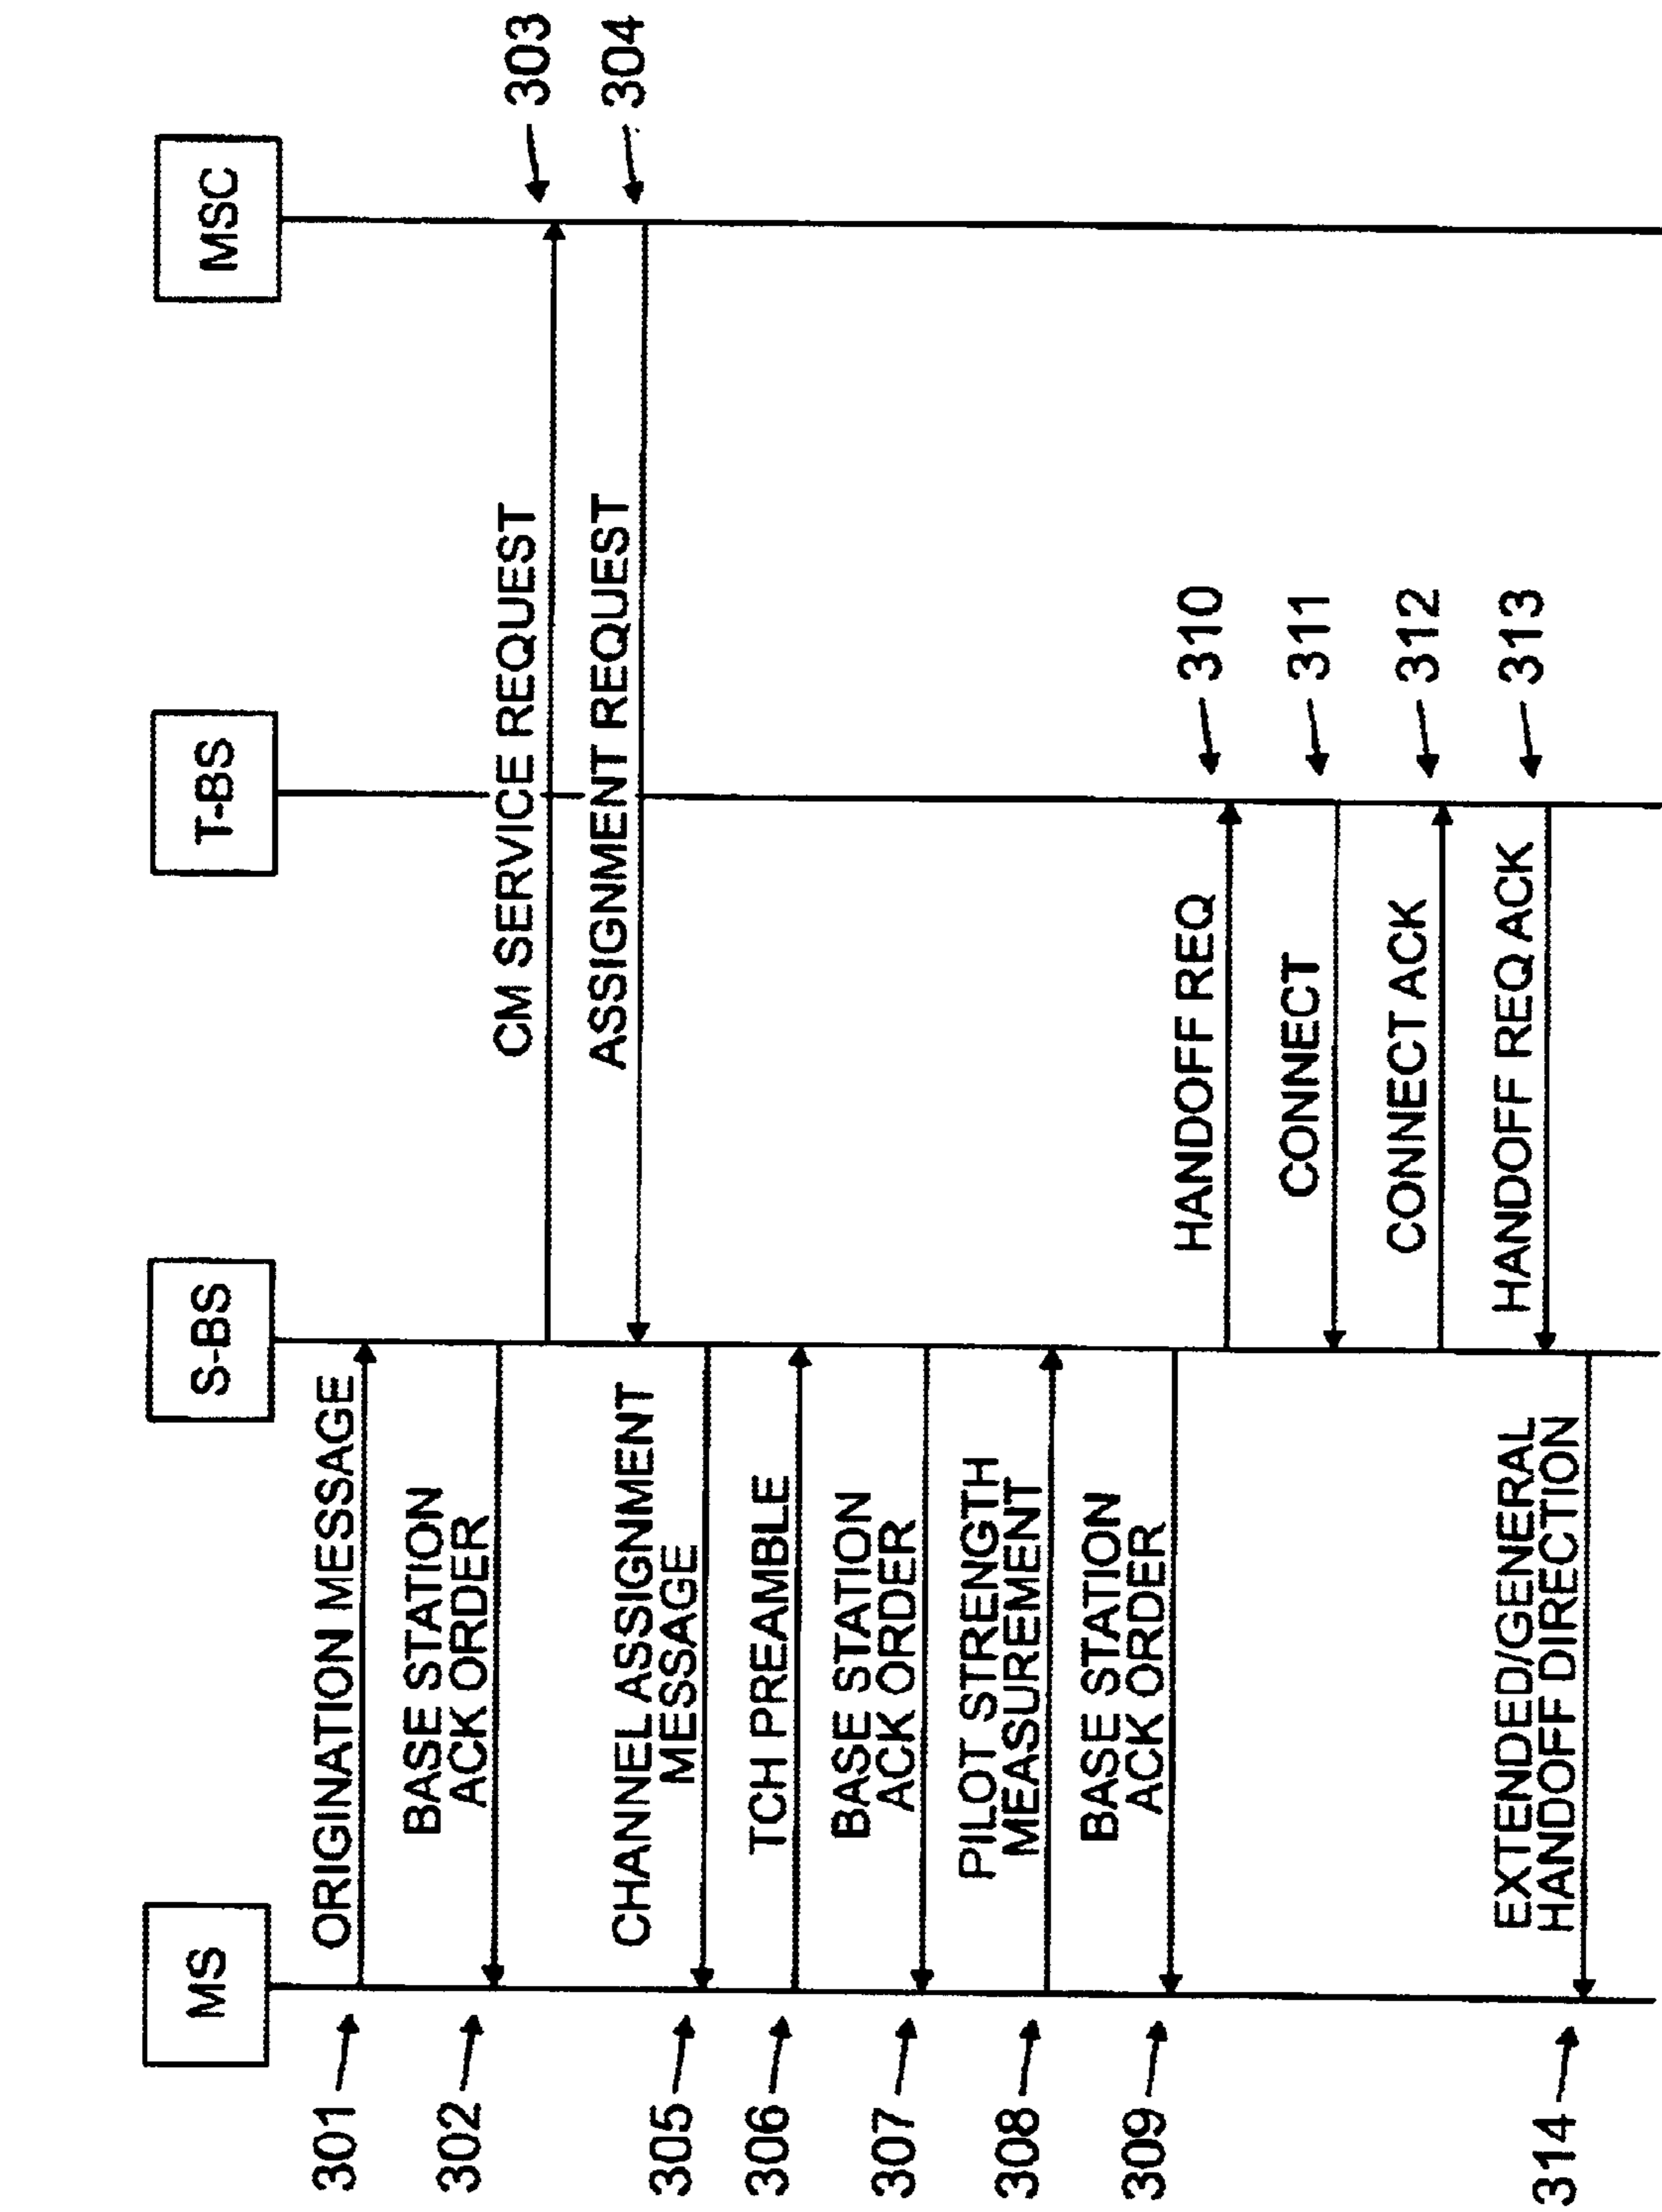 MS
S-BS
T-BS
MSC
301
ORIGINATION MESSAGE
302
BASE STATION
ACK ORDER
CM SERVICE REQUEST
303
ASSIGNMENT REQUEST
304
305
CHANNEL ASSIGNMENT
MESSAGE
306
TCH PREAMBLE
307
BASE STATION
ACK ORDER
308
PILOT STRENGTH
MEASUREMENT
309
BASE STATION
ACK ORDER
HANDOFF REQ
310
CONNECT
311
CONNECT ACK
312
HANDOFF REQ ACK
313
314
EXTENDED/GENERAL
HANDOFF DIRECTION